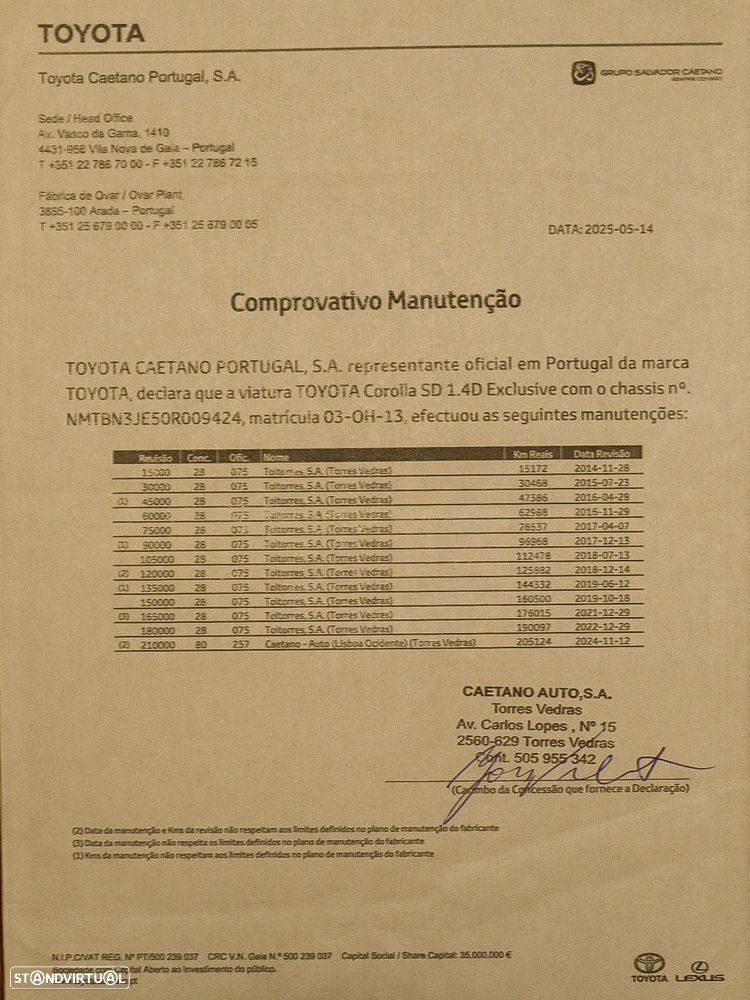 TOYOTA
Toyota Caetano Portugal, S.A.
GRUPO SALVADOR CAETANO
Sede / Head Office
Av. Vasco da Gama, 1410
4431-956 Vila Nova de Gaia – Portugal
T +351 22 786 70 00 - F +351 22 786 72 15
Fábrica de Ovar / Ovar Plant
3885-100 Arada – Portugal
T +351 25 679 00 00 - F +351 25 679 00 05
DATA: 2025-05-14
Comprovativo Manutenção
TOYOTA CAETANO PORTUGAL, S.A. representante oficial em Portugal da marca
TOYOTA, declara que a viatura TOYOTA Corolla SD 1.4D Exclusive com o chassis nº.
NMTBN3JE50R009424, matrícula 03-OH-13, efectuou as seguintes manutenções:
Revisão Conc. Ofic. Nome Km Reais Data Revisão
15000 28 075 Toitorres, S.A. (Torres Vedras) 15172 2014-11-28
30000 28 075 Toitorres, S.A. (Torres Vedras) 30468 2015-07-23
(1) 45000 28 075 Toitorres, S.A. (Torres Vedras) 47386 2016-04-28
60000 28 075 Toitorres, S.A. (Torres Vedras) 62988 2016-11-29
75000 28 075 Toitorres, S.A. (Torres Vedras) 76537 2017-04-07
(1) 90000 28 075 Toitorres, S.A. (Torres Vedras) 96968 2017-12-13
105000 28 075 Toitorres, S.A. (Torres Vedras) 112478 2018-07-13
(2) 120000 28 075 Toitorres, S.A. (Torres Vedras) 125882 2018-12-14
(1) 135000 28 075 Toitorres, S.A. (Torres Vedras) 144332 2019-06-12
150000 28 075 Toitorres, S.A. (Torres Vedras) 160500 2019-10-18
(3) 165000 28 075 Toitorres, S.A. (Torres Vedras) 176015 2021-12-29
180000 28 075 Toitorres, S.A. (Torres Vedras) 190097 2022-12-29
(2) 210000 80 257 Caetano - Auto (Lisboa Ocidente) (Torres Vedras) 205124 2024-11-12
CAETANO AUTO,S.A.
Torres Vedras
Av. Carlos Lopes , Nº 15
2560-629 Torres Vedras
Cont. 505 955 342
(Carimbo da Concessão que fornece a Declaração)
(2) Data da manutenção e Kms da revisão não respeitam aos limites definidos no plano de manutenção do fabricante
(3) Data da manutenção não respeita os limites definidos no plano de manutenção do fabricante
(1) Kms da manutenção não respeitam aos limites definidos no plano de manutenção do fabricante
N.I.P.C/VAT REG. Nº PT/500 239 037 CRC V.N. Gaia N.º 500 239 037 Capital Social / Share Capital: 35.000.000 €
Sociedade com Capital Aberto ao Investimento do público.
STANDVIRTUAL
TOYOTA LEXUS